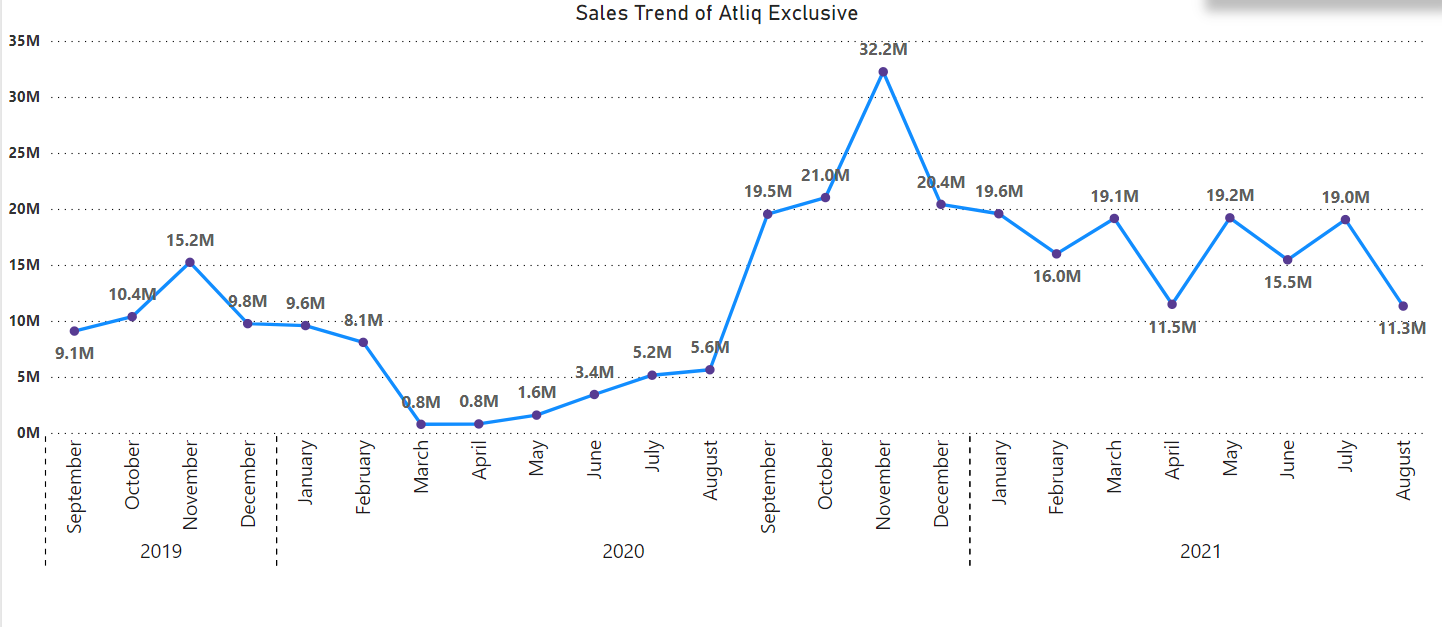 Sales Trend of Atliq Exclusive
35M
30M
25M
20M
15M
10M
5M
0M
9.1M
10.4M
15.2M
9.8M
9.6M
8.1M
0.8M
0.8M
1.6M
3.4M
5.2M
5.6M
19.5M
21.0M
32.2M
20.4M
19.6M
16.0M
19.1M
11.5M
19.2M
15.5M
19.0M
11.3M
September
October
November
December
January
February
March
April
May
June
July
August
September
October
November
December
January
February
March
April
May
June
July
August
2019
2020
2021